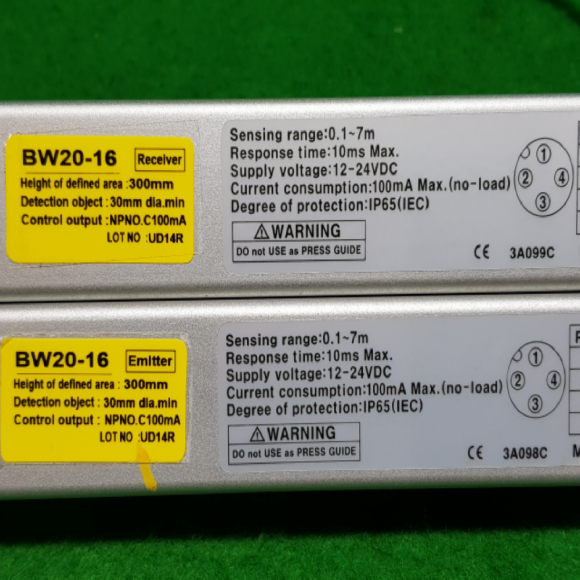 BW20-16 Receiver
Height of defined area : 300mm
Detection object : 30mm dia.min
Control output : NPNO.C100mA
LOT NO : UD14R
Sensing range:0.1~7m
Response time:10ms Max.
Supply voltage:12-24VDC
Current consumption:100mA Max.(no-load)
Degree of protection:IP65(IEC)
⚠WARNING
DO not USE as PRESS GUIDE
1
2 4
3
CE 3A099C
BW20-16 Emitter
Height of defined area : 300mm
Detection object : 30mm dia.min
Control output : NPNO.C100mA
LOT NO :UD14R
Sensing range:0.1~7m
Response time:10ms Max.
Supply voltage:12-24VDC
Current consumption:100mA Max.(no-load)
Degree of protection:IP65(IEC)
⚠WARNING
DO not USE as PRESS GUIDE
1
2 4
3
CE 3A098C